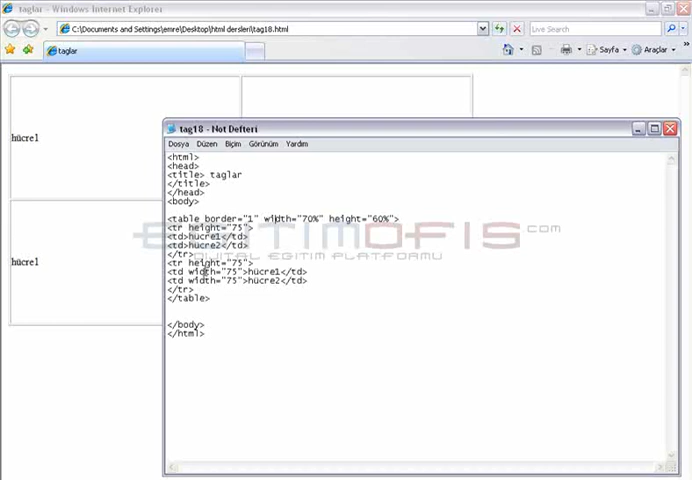 taglar - Windows Internet Explorer
C:\Documents and Settings\emre\Desktop\html dersleri\tag18.html
Live Search
taglar
Sayfa
Araçlar
hücre1
hücre1
tag18 - Not Defteri
Dosya Düzen Biçim Görünüm Yardım
<html>
<head>
<title> taglar
</title>
</head>
<body>
<table border="1" width="70%" height="60%">
<tr height="75">
<td>hücre1</td>
<td>hücre2</td>
</tr>
<tr height="75">
<td width="75">hücre1</td>
<td width="75">hücre2</td>
</tr>
</table>
</body>
</html>
EGITIMOFIS.com
DIJITAL EGITIM PLATFORMU